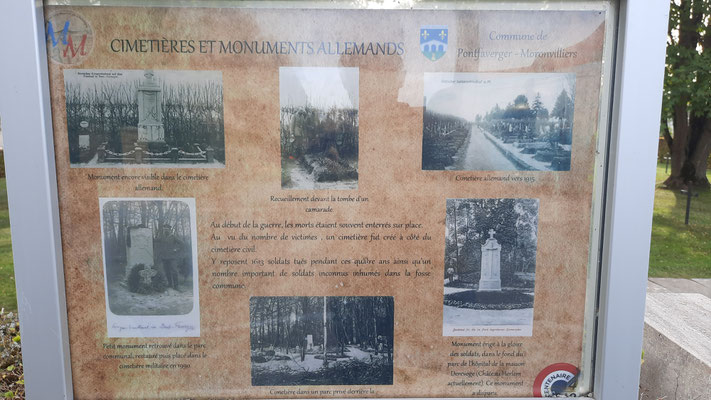 CIMETIÈRES ET MONUMENTS ALLEMANDS
Commune de
Pontfaverger - Moronvilliers
Monument encore visible dans le cimetière
allemand.
Recueillement devant la tombe d'un
camarade
Cimetière allemand vers 1915.
Au début de la guerre, les morts étaient souvent enterrés sur place.
Au vu du nombre de victimes , un cimetière fut créé à côté du
cimetière civil.
Y reposent 1613 soldats tués pendant ces quatre ans ainsi qu'un
nombre important de soldats inconnus inhumés dans la fosse
commune
Petit monument retrouvé dans le parc
communal, restauré puis placé dans le
cimetière militaire en 1990.
Cimetière dans un parc privé derrière la
Monument érigé à la gloire
des soldats, dans le fond du
parc de l'hôpital de la maison
actuellement). Ce monument
CENTENAIRE